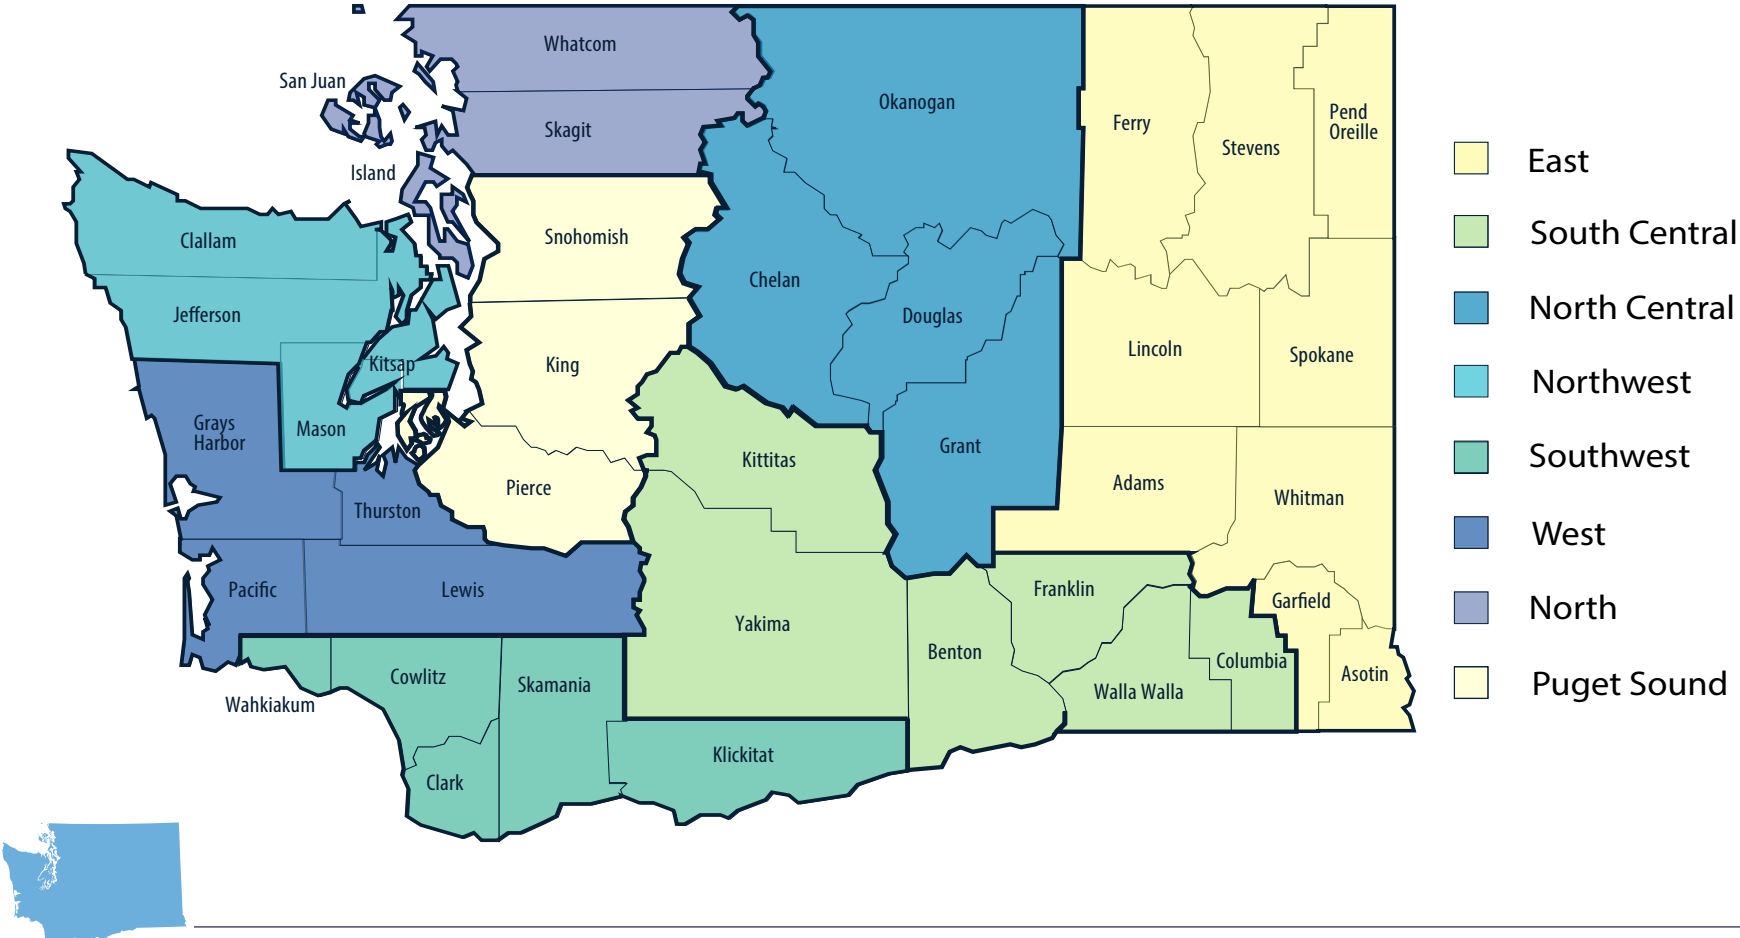 Whatcom
San Juan
Okanogan
Ferry
Pend
Oreille
Skagit
Stevens
Island
Clallam
Snohomish
Chelan
Jefferson
Douglas
Lincoln
Spokane
Kitsap
King
Grays
Harbor
Mason
Grant
Kittitas
Pierce
Adams
Whitman
Thurston
Pacific
Lewis
Franklin
Garfield
Yakima
Benton
Columbia
Asotin
Cowlitz
Skamania
Walla Walla
Wahkiakum
Klickitat
Clark
East
South Central
North Central
Northwest
Southwest
West
North
Puget Sound